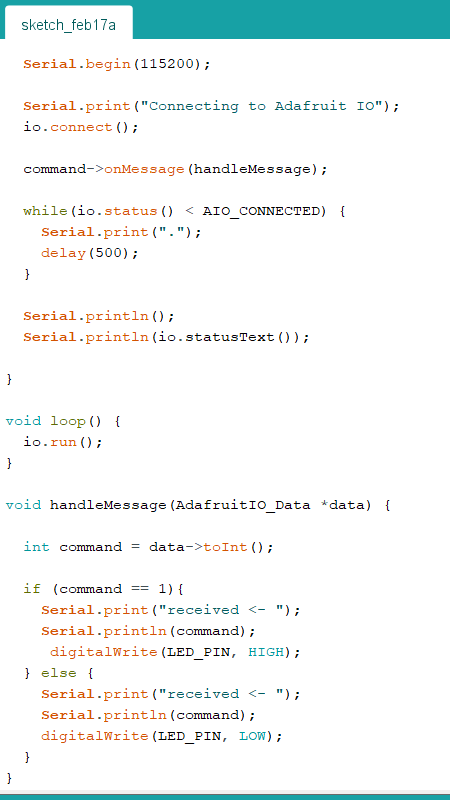 sketch_feb17a
Serial.begin(115200);
Serial.print("Connecting to Adafruit IO");
io.connect();
command->onMessage(handleMessage);
while(io.status() < AIO_CONNECTED) {
Serial.print(".");
delay(500);
}
Serial.println();
Serial.println(io.statusText());
}
void loop() {
io.run();
}
void handleMessage(AdafruitIO_Data *data) {
int command = data->toInt();
if (command == 1){
Serial.print("received <- ");
Serial.println(command);
digitalWrite(LED_PIN, HIGH);
} else {
Serial.print("received <- ");
Serial.println(command);
digitalWrite(LED_PIN, LOW);
}
}